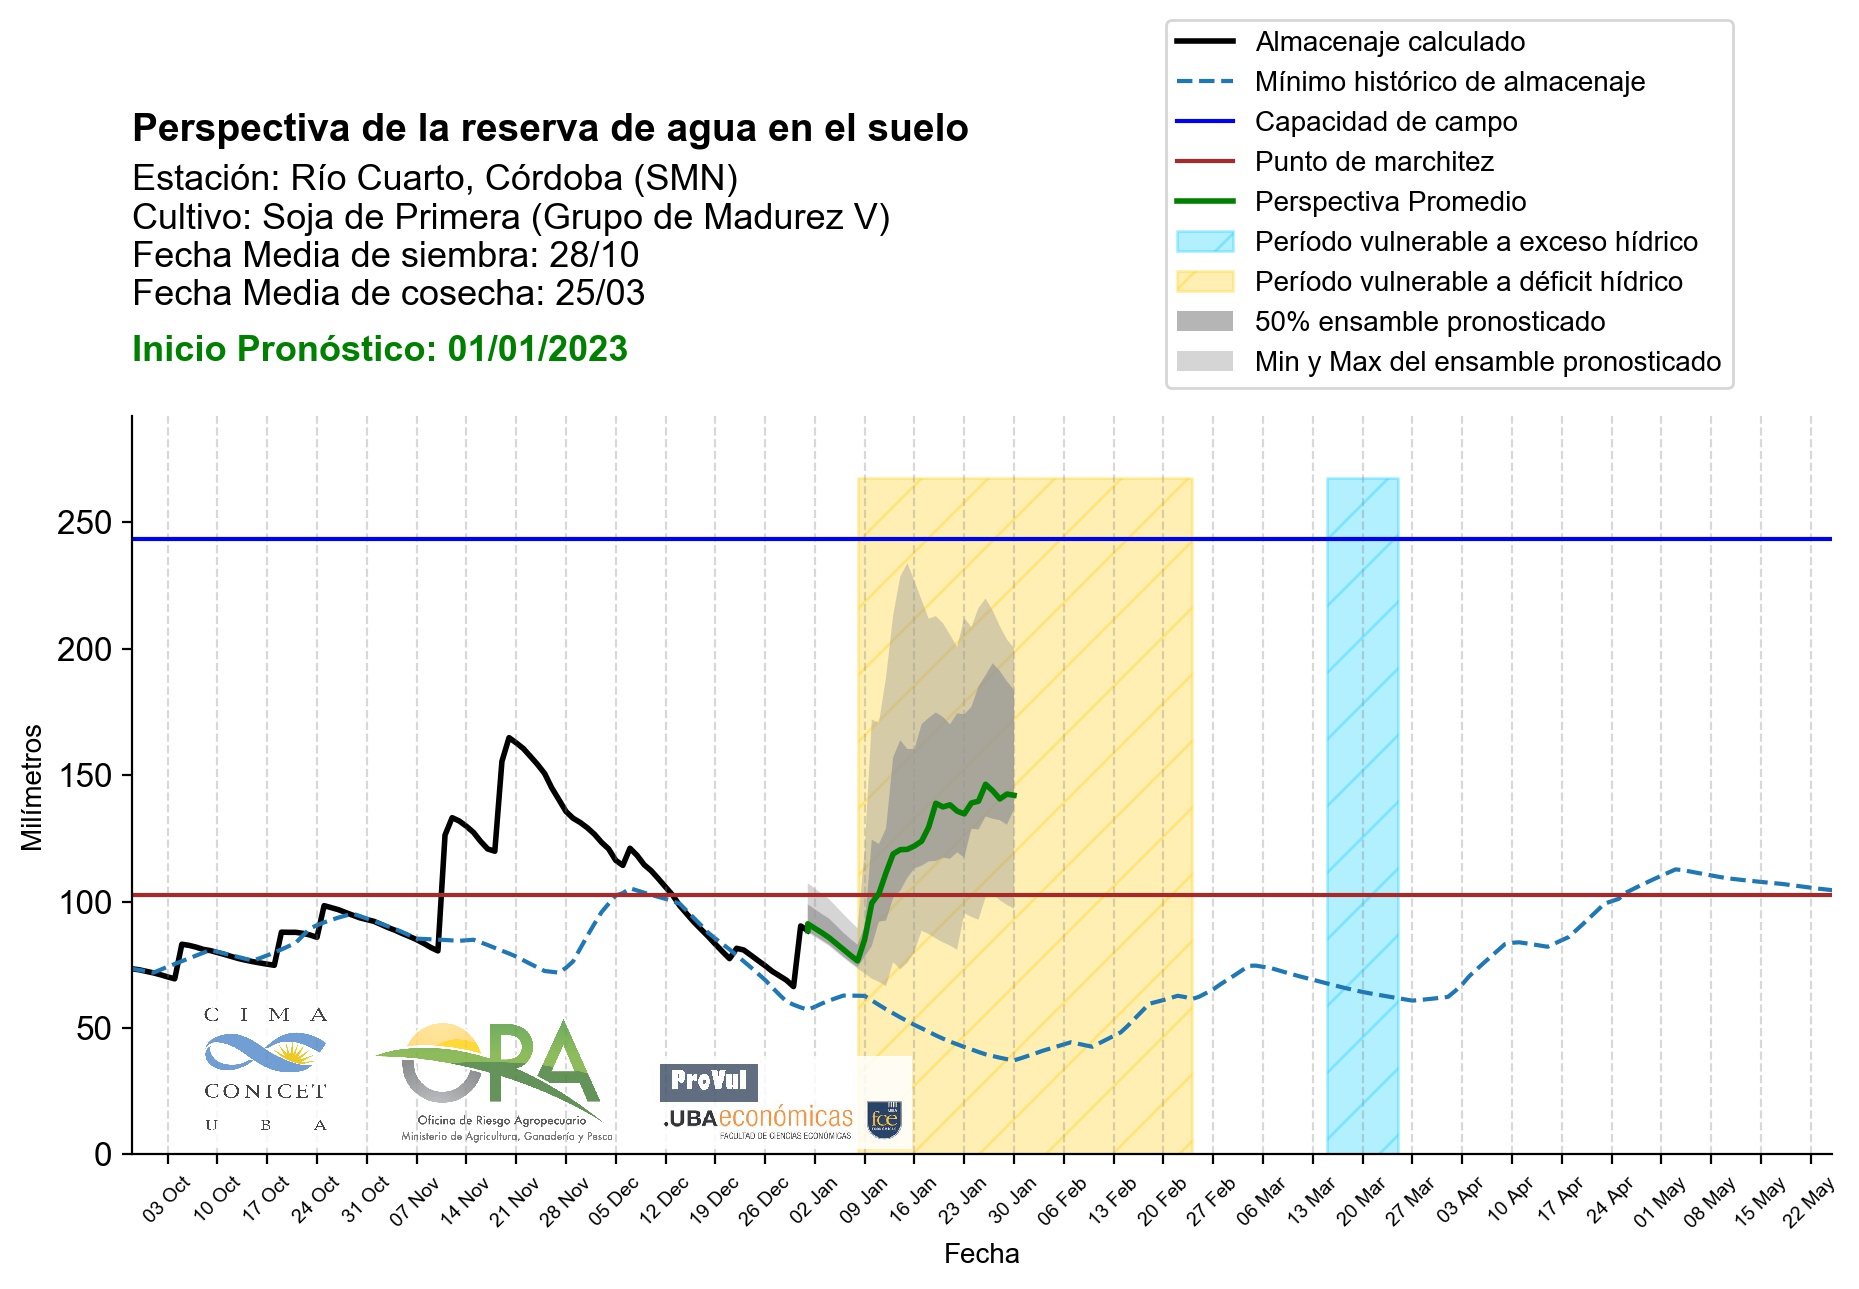 Almacenaje calculado
Mínimo histórico de almacenaje
Capacidad de campo
Punto de marchitez
Perspectiva Promedio
Período vulnerable a exceso hídrico
Período vulnerable a déficit hídrico
50% ensamble pronosticado
Min y Max del ensamble pronosticado
Perspectiva de la reserva de agua en el suelo
Estación: Río Cuarto, Córdoba (SMN)
Cultivo: Soja de Primera (Grupo de Madurez V)
Fecha Media de siembra: 28/10
Fecha Media de cosecha: 25/03
Inicio Pronóstico: 01/01/2023
Milímetros
250
200
150
100
50
0
CIMA
CONICET
UBA
ORA
Oficina de Riesgo Agropecuario
Ministerio de Agricultura, Ganadería y Pesca
ProVul
.UBAeconómicas
FACULTAD DE CIENCIAS ECONÓMICAS
UBA
fce
03 Oct
10 Oct
17 Oct
24 Oct
31 Oct
07 Nov
14 Nov
21 Nov
28 Nov
05 Dec
12 Dec
19 Dec
26 Dec
02 Jan
09 Jan
16 Jan
23 Jan
30 Jan
06 Feb
13 Feb
20 Feb
27 Feb
06 Mar
13 Mar
20 Mar
27 Mar
03 Apr
10 Apr
17 Apr
24 Apr
01 May
08 May
15 May
22 May
Fecha